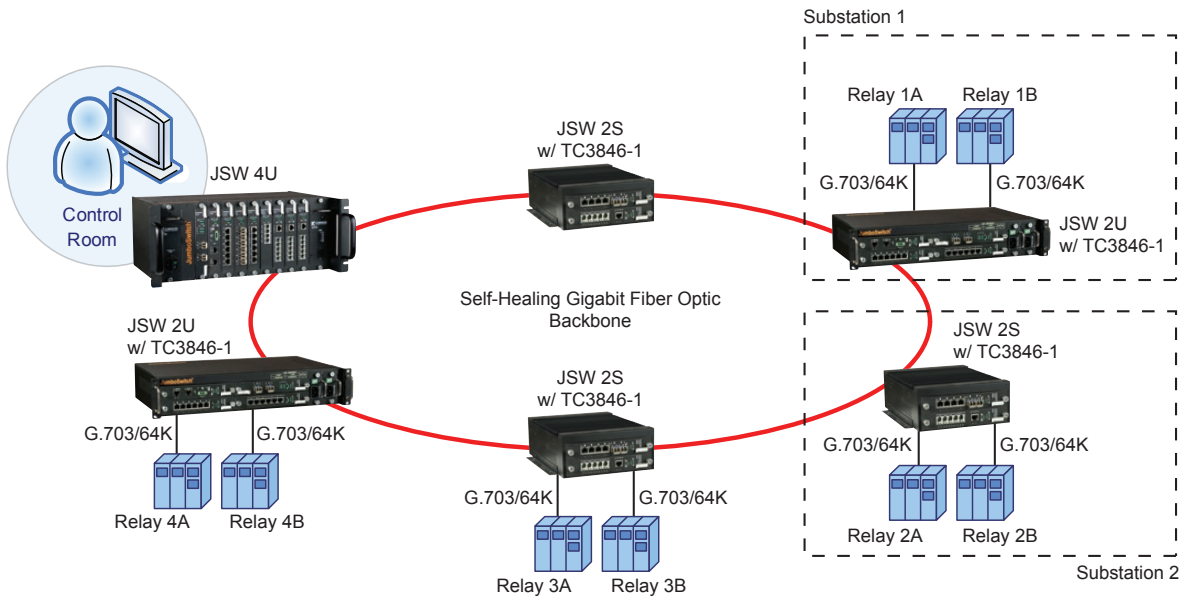 Substation 1
Relay 1A
Relay 1B
G.703/64K
G.703/64K
JSW 2U
w/ TC3846-1
JumboSwitch
JSW 2S
w/ TC3846-1
JSW 4U
JumboSwitch
Control
Room
Self-Healing Gigabit Fiber Optic
Backbone
JSW 2U
w/ TC3846-1
JumboSwitch
G.703/64K
G.703/64K
Relay 4A
Relay 4B
JSW 2S
w/ TC3846-1
G.703/64K
G.703/64K
Relay 3A
Relay 3B
JSW 2S
w/ TC3846-1
G.703/64K
G.703/64K
Relay 2A
Relay 2B
Substation 2